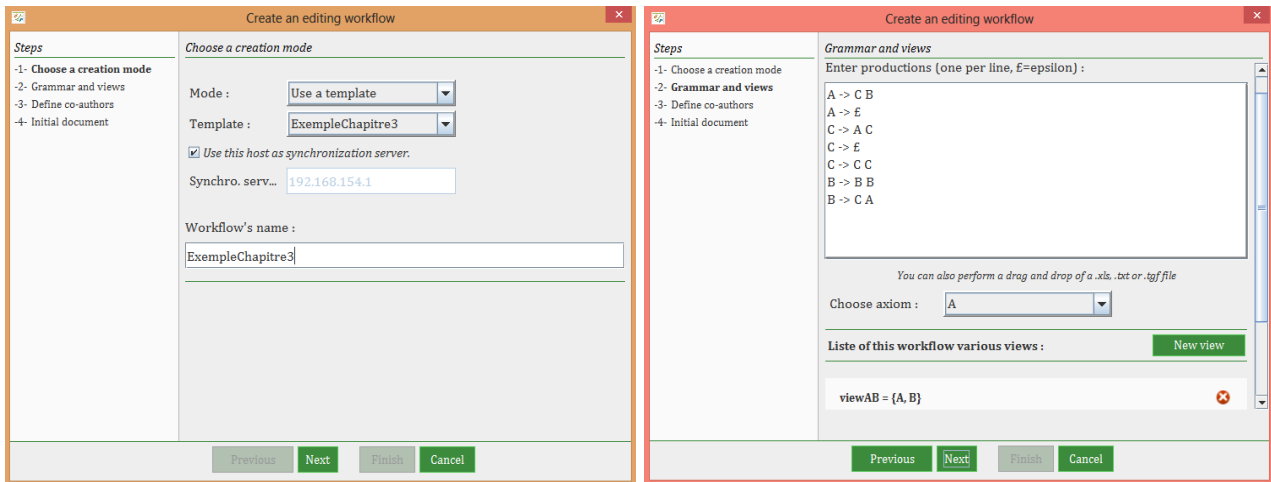 Create an editing workflow
Steps
-1- Choose a creation mode
-2- Grammar and views
-3- Define co-authors
-4- Initial document
Choose a creation mode
Mode : Use a template
Template : ExempleChapitre3
Use this host as synchronization server.
Synchro. serv... 192.168.154.1
Workflow's name :
ExempleChapitre3
Previous Next Finish Cancel
Create an editing workflow
Steps
-1- Choose a creation mode
-2- Grammar and views
-3- Define co-authors
-4- Initial document
Grammar and views
Enter productions (one per line, £=epsilon) :
A -> C B
A -> £
C -> A C
C -> £
C -> C C
B -> B B
B -> C A
You can also perform a drag and drop of a .xls, .txt or .tgf file
Choose axiom : A
Liste of this workflow various views : New view
viewAB = {A, B}
Previous Next Finish Cancel